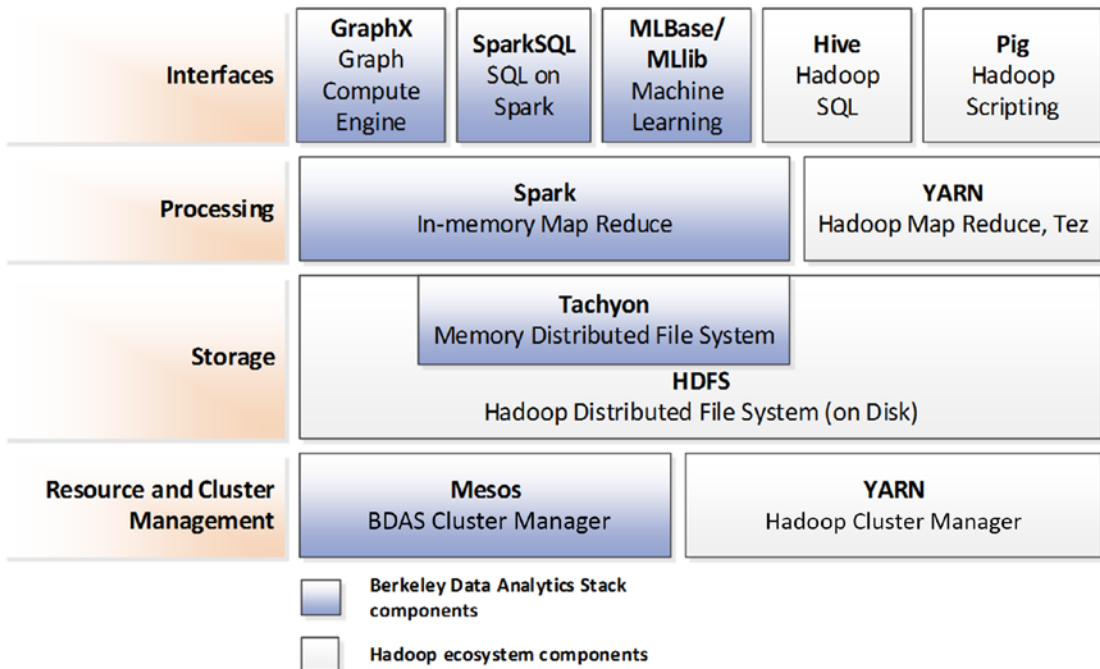 Interfaces
GraphX
Graph
Compute
Engine
SparkSQL
SQL on
Spark
MLBase/
MLlib
Machine
Learning
Hive
Hadoop
SQL
Pig
Hadoop
Scripting
Processing
Spark
In-memory Map Reduce
YARN
Hadoop Map Reduce, Tez
Storage
Tachyon
Memory Distributed File System
HDFS
Hadoop Distributed File System (on Disk)
Resource and Cluster
Management
Mesos
BDAS Cluster Manager
YARN
Hadoop Cluster Manager
Berkeley Data Analytics Stack
components
Hadoop ecosystem components